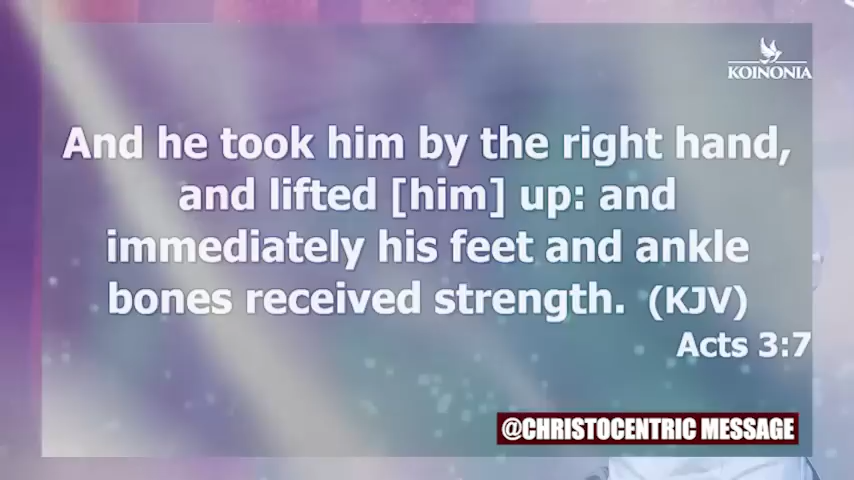 KOINONIA
And he took him by the right hand,
and lifted [him] up: and
immediately his feet and ankle
bones received strength. (KJV)
Acts 3:7
@CHRISTOCENTRIC MESSAGE